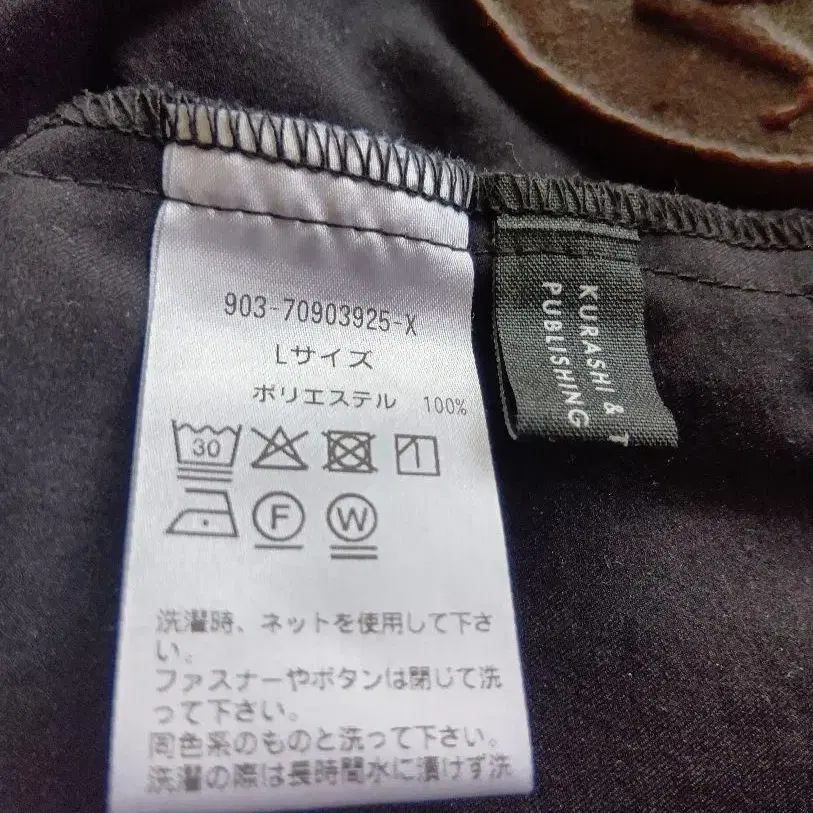 903-70903925-X
Lサイズ
ポリエステル 100%
30
F W
洗濯時、ネットを使用して下さ
い。
ファスナーやボタンは閉じて洗
って下さい。
同色系のものと洗って下さい。
洗濯の際は長時間水に漬けず洗
KURASHI & T
PUBLISHING